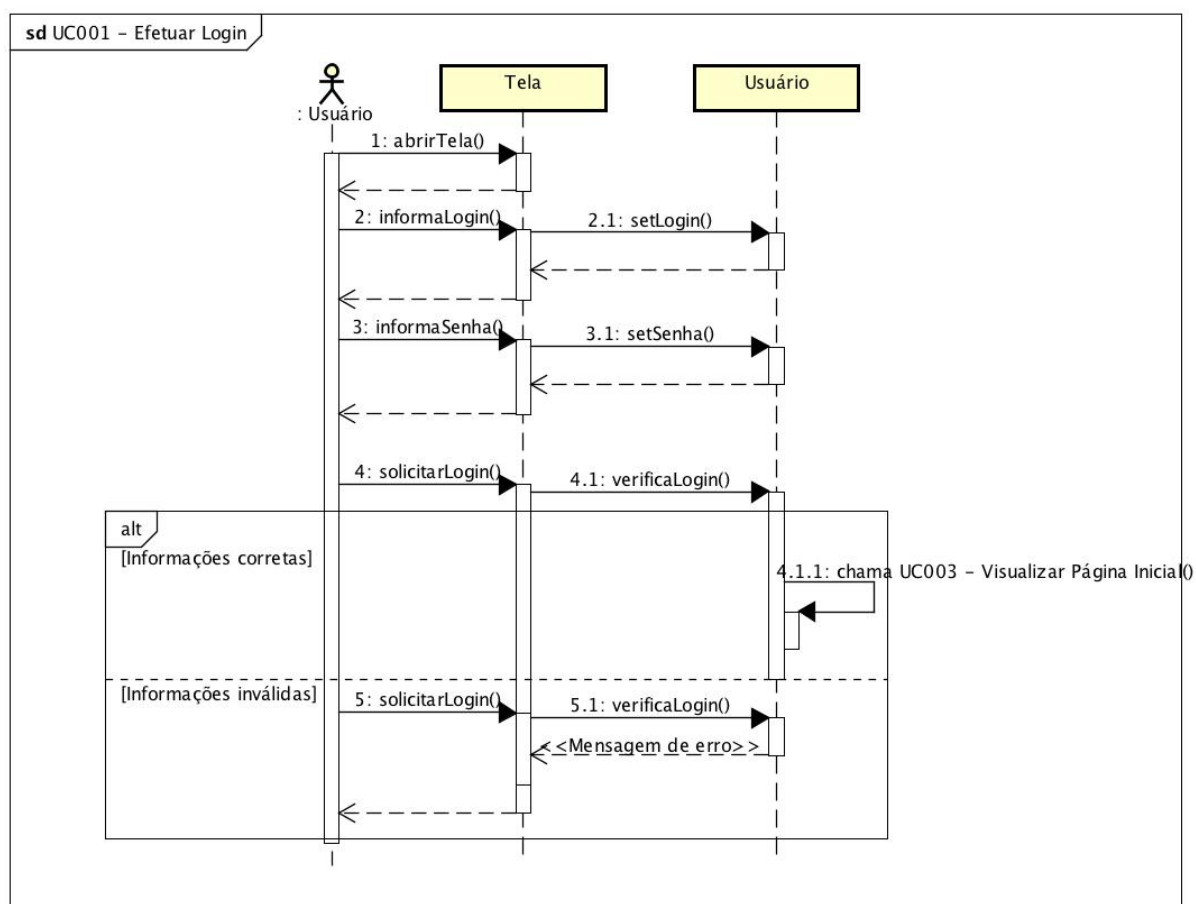 sd UC001 – Efetuar Login
Tela
Usuário
: Usuário
1: abrirTela()
2: informaLogin()
2.1: setLogin()
3: informaSenha()
3.1: setSenha()
4: solicitarLogin()
4.1: verificaLogin()
alt
[Informações corretas]
4.1.1: chama UC003 – Visualizar Página Inicial()
[Informações inválidas]
5: solicitarLogin()
5.1: verificaLogin()
<<Mensagem de erro>>